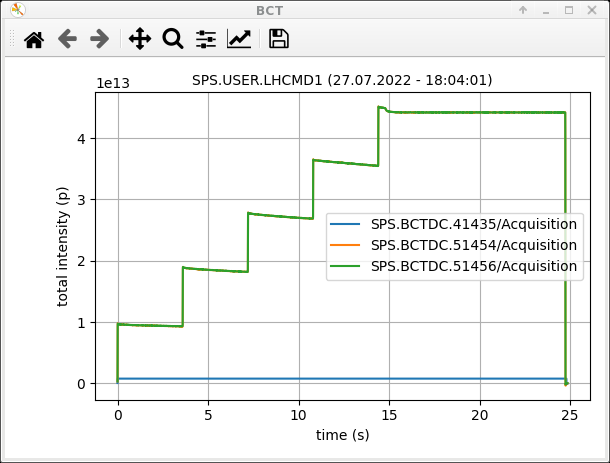 BCT
SPS.USER.LHCMD1 (27.07.2022 - 18:04:01)
1e13
4
3
2
1
0
total intensity (p)
SPS.BCTDC.41435/Acquisition
SPS.BCTDC.51454/Acquisition
SPS.BCTDC.51456/Acquisition
0 5 10 15 20 25
time (s)